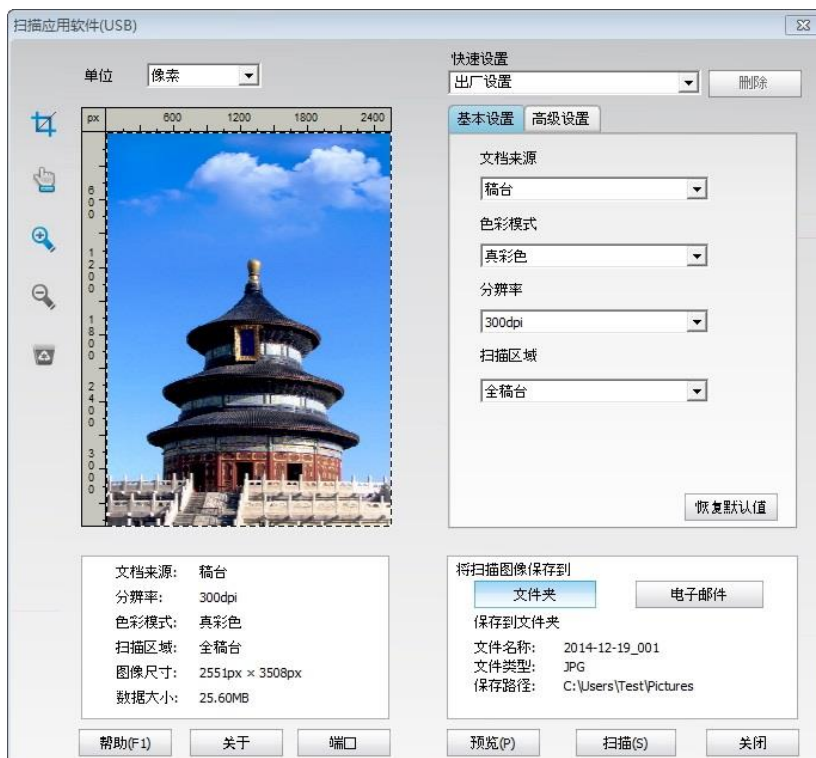 扫描应用软件(USB)
单位 像索
快速设置
出厂设置 删除
px 600 1200 1800 2400
600
1200
1800
2400
3000
基本设置 高级设置
文档来源
稿台
色彩模式
真彩色
分辨率
300dpi
扫描区域
全稿台
恢复默认值
文档来源: 稿台
分辨率: 300dpi
色彩模式: 真彩色
扫描区域: 全稿台
图像尺寸: 2551px × 3508px
数据大小: 25.60MB
将扫描图像保存到
文件夹 电子邮件
保存到文件夹
文件名称: 2014-12-19_001
文件类型: JPG
保存路径: C:\Users\Test\Pictures
帮助(F1) 关于 端口 预览(P) 扫描(S) 关闭